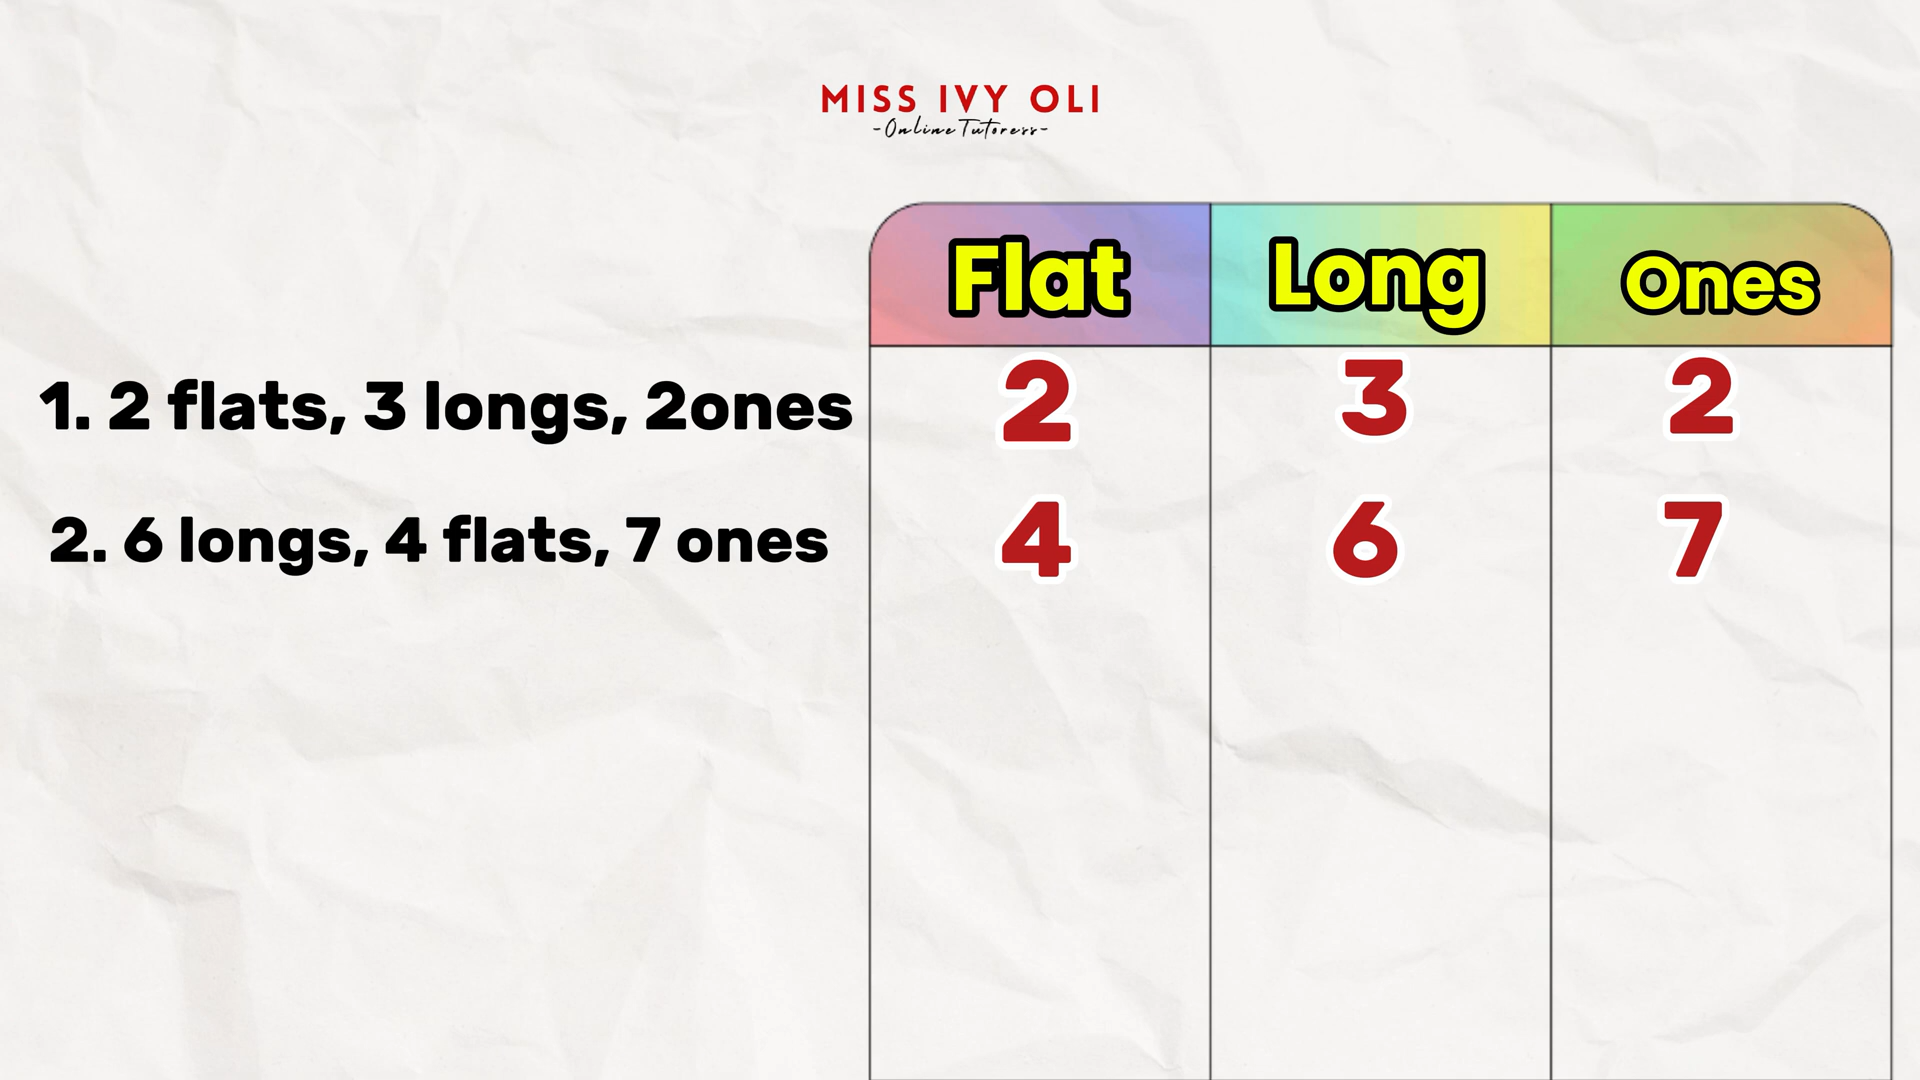 MISS IVY OLI
-Online Tutoress-
Flat Long Ones
1. 2 flats, 3 longs, 2ones 2 3 2
2. 6 longs, 4 flats, 7 ones 4 6 7